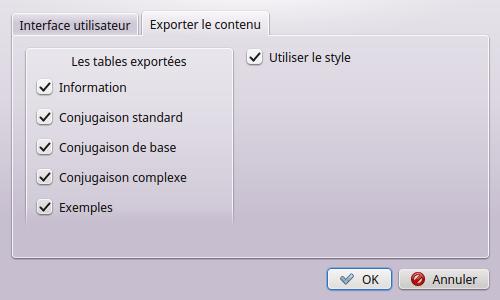 Interface utilisateur
Exporter le contenu
Les tables exportées
Utiliser le style
Information
Conjugaison standard
Conjugaison de base
Conjugaison complexe
Exemples
OK
Annuler